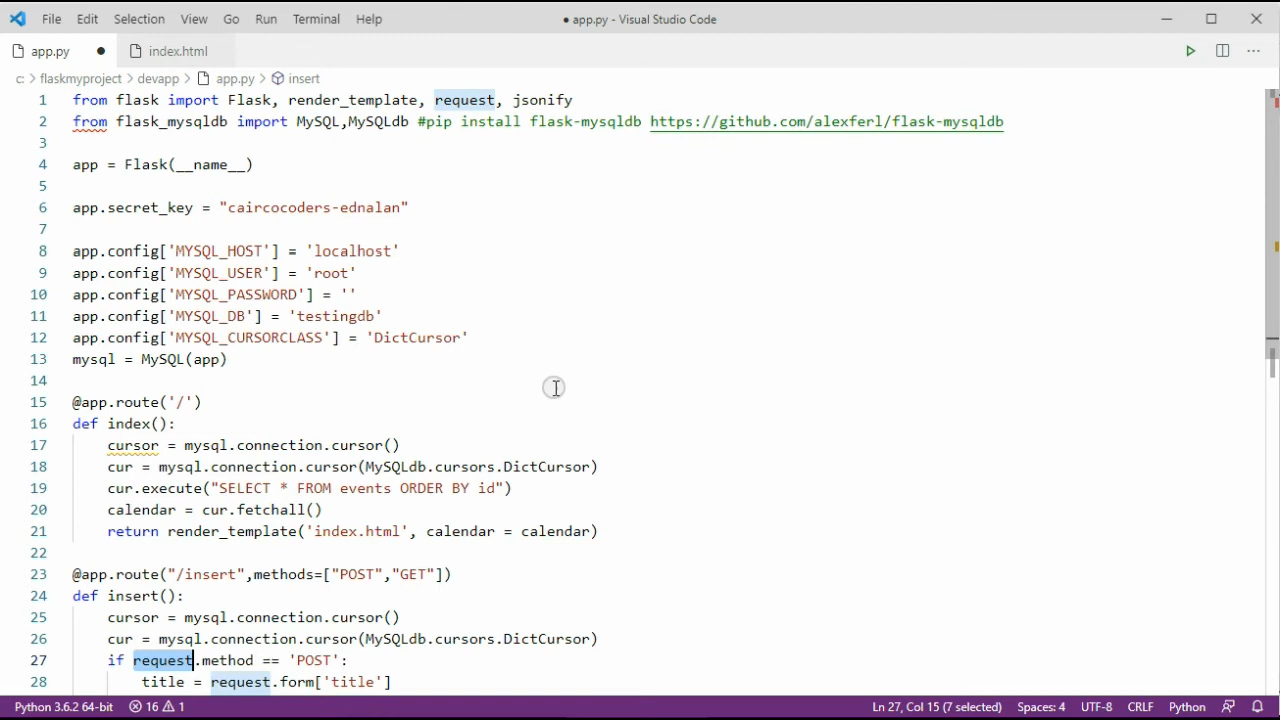 File Edit Selection View Go Run Terminal Help ● app.py - Visual Studio Code
app.py ● index.html
c: > flaskmyproject > devapp > app.py > insert
1 from flask import Flask, render_template, request, jsonify
2 from flask_mysqldb import MySQL,MySQLdb #pip install flask-mysqldb https://github.com/alexferl/flask-mysqldb
3
4 app = Flask(__name__)
5
6 app.secret_key = "caircocoders-ednalan"
7
8 app.config['MYSQL_HOST'] = 'localhost'
9 app.config['MYSQL_USER'] = 'root'
10 app.config['MYSQL_PASSWORD'] = ''
11 app.config['MYSQL_DB'] = 'testingdb'
12 app.config['MYSQL_CURSORCLASS'] = 'DictCursor'
13 mysql = MySQL(app)
14
15 @app.route('/')
16 def index():
17 cursor = mysql.connection.cursor()
18 cur = mysql.connection.cursor(MySQLdb.cursors.DictCursor)
19 cur.execute("SELECT * FROM events ORDER BY id")
20 calendar = cur.fetchall()
21 return render_template('index.html', calendar = calendar)
22
23 @app.route("/insert",methods=["POST","GET"])
24 def insert():
25 cursor = mysql.connection.cursor()
26 cur = mysql.connection.cursor(MySQLdb.cursors.DictCursor)
27 if request.method == 'POST':
28 title = request.form['title']
Python 3.6.2 64-bit 16 1 Ln 27, Col 15 (7 selected) Spaces: 4 UTF-8 CRLF Python